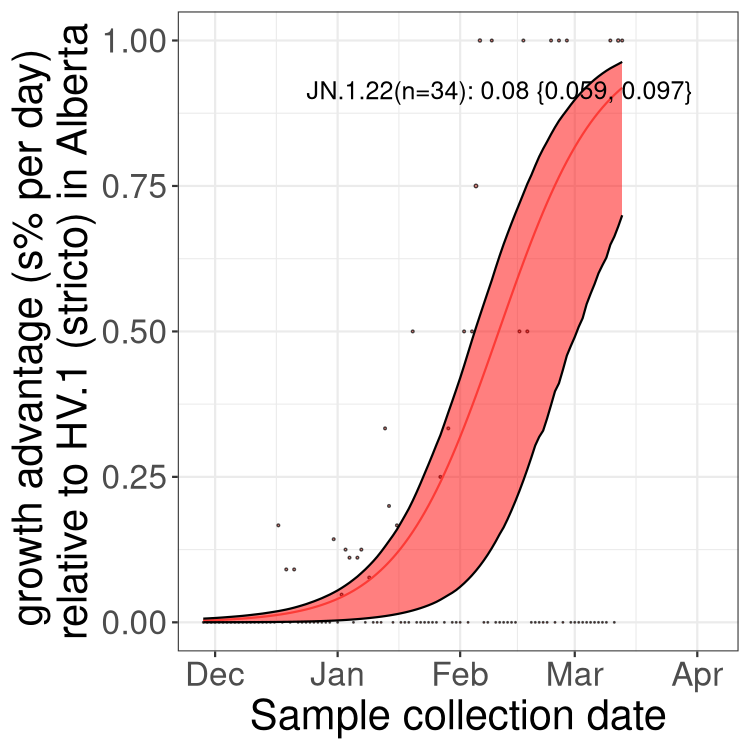 growth advantage (s% per day)
relative to HV.1 (stricto) in Alberta
1.00
0.75
0.50
0.25
0.00
JN.1.22(n=34): 0.08 {0.059, 0.097}
Dec Jan Feb Mar Apr
Sample collection date